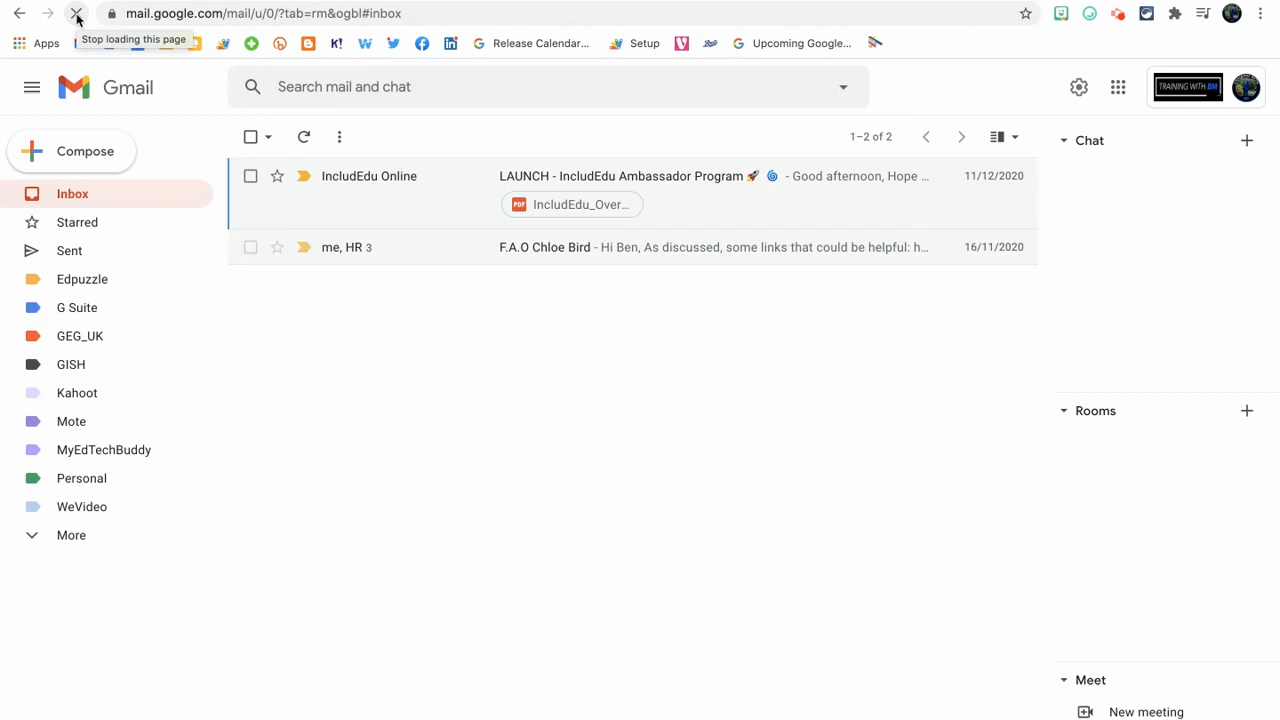 mail.google.com/mail/u/0/?tab=rm&ogbl#inbox
Stop loading this page
Apps
Release Calendar...
Setup
Upcoming Google...
Gmail
Search mail and chat
TRAINING WITH BM
Compose
1–2 of 2
Chat
Inbox
IncludEdu Online
LAUNCH - IncludEdu Ambassador Program 🚀 🌀 - Good afternoon, Hope ...
11/12/2020
PDF
IncludEdu_Over...
Starred
me, HR 3
F.A.O Chloe Bird - Hi Ben, As discussed, some links that could be helpful: h...
16/11/2020
Sent
Edpuzzle
G Suite
GEG_UK
GISH
Kahoot
Rooms
Mote
MyEdTechBuddy
Personal
WeVideo
More
Meet
New meeting